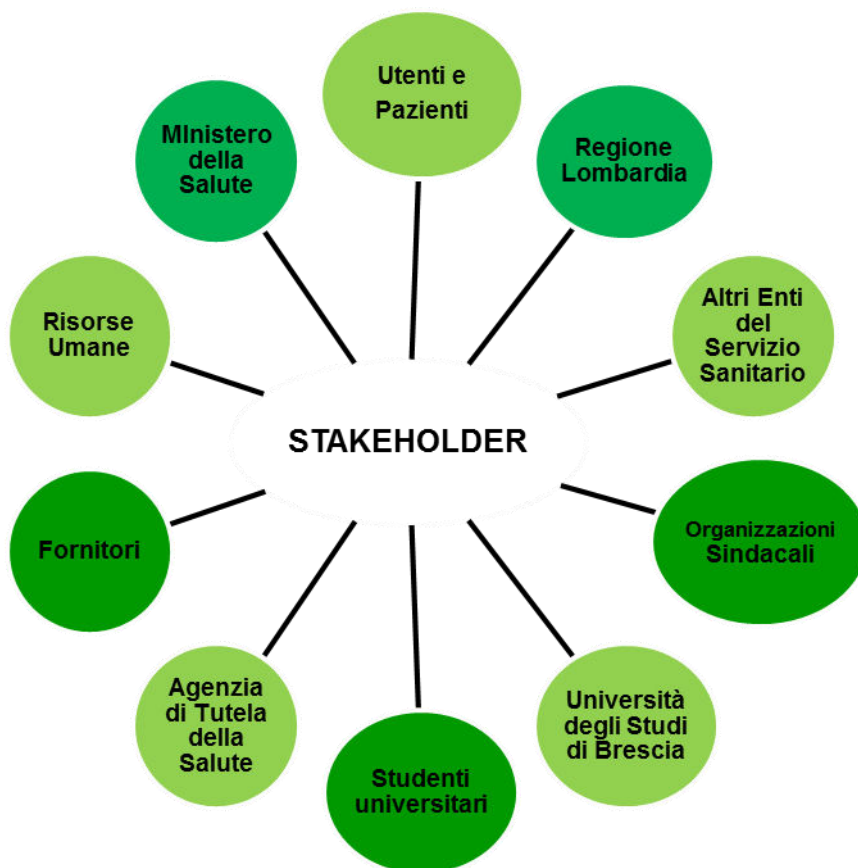 Utenti e
Pazienti
MInistero
della
Salute
Regione
Lombardia
Risorse
Umane
Altri Enti
del
Servizio
Sanitario
STAKEHOLDER
Fornitori
Organizzazioni
Sindacali
Agenzia
di Tutela
della
Salute
Università
degli Studi
di Brescia
Studenti
universitari